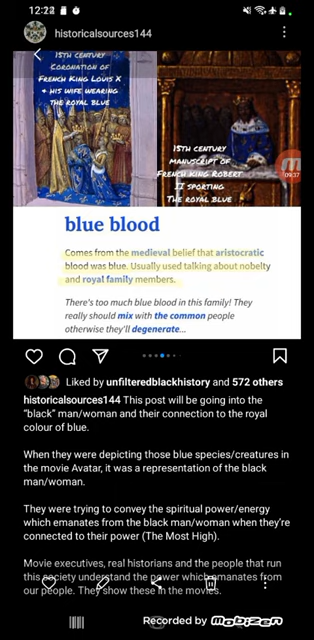 12:22
historicalsources144
15TH CENTURY
CORONATION OF
FRENCH KING LOUIS X
& HIS WIFE WEARING
THE ROYAL BLUE
15TH CENTURY
MANUSCRIPT OF
FRENCH KING ROBERT
II SPORTING
THE ROYAL BLUE
09:37
blue blood
Comes from the medieval belief that aristocratic
blood was blue. Usually used talking about nobelty
and royal family members.
There's too much blue blood in this family! They
really should mix with the common people
otherwise they'll degenerate...
Liked by unfilteredblackhistory and 572 others
historicalsources144 This post will be going into the
"black" man/woman and their connection to the royal
colour of blue.
When they were depicting those blue species/creatures in
the movie Avatar, it was a representation of the black
man/woman.
They were trying to convey the spiritual power/energy
which emanates from the black man/woman when they're
connected to their power (The Most High).
Movie executives, real historians and the people that run
this society understand the power which emanates from
our people. They show these in the movies.
Recorded by Mobizen